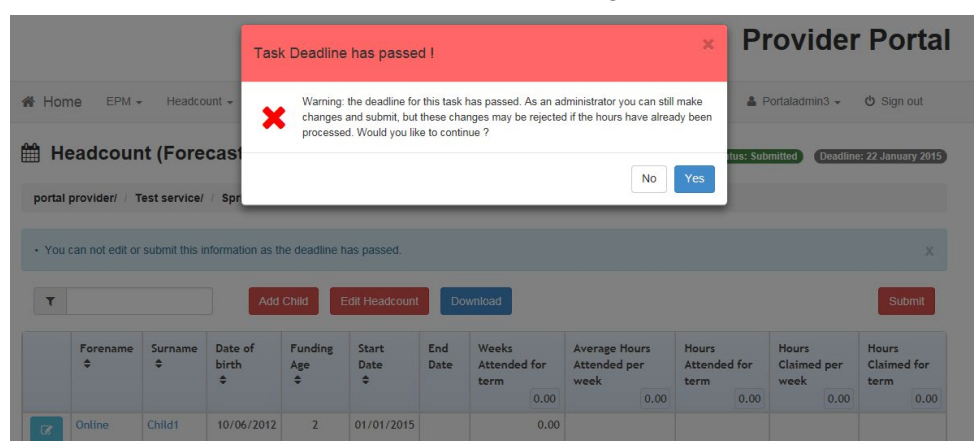 Provider Portal
Task Deadline has passed !
×
Home EPM Headcount Portaladmin3 Sign out
Warning: the deadline for this task has passed. As an administrator you can still make
changes and submit, but these changes may be rejected if the hours have already been
processed. Would you like to continue ?
No Yes
Headcount (Forecast
tus: Submitted Deadline: 22 January 2015
portal provider/ / Test service/ / Spr
• You can not edit or submit this information as the deadline has passed. X
Add Child Edit Headcount Download Submit
Forename Surname Date of birth Funding Age Start Date End Date Weeks Attended for term Average Hours Attended per week Hours Attended for term Hours Claimed per week Hours Claimed for term
0.00 0.00 0.00 0.00 0.00
Online Child1 10/06/2012 2 01/01/2015 0.00